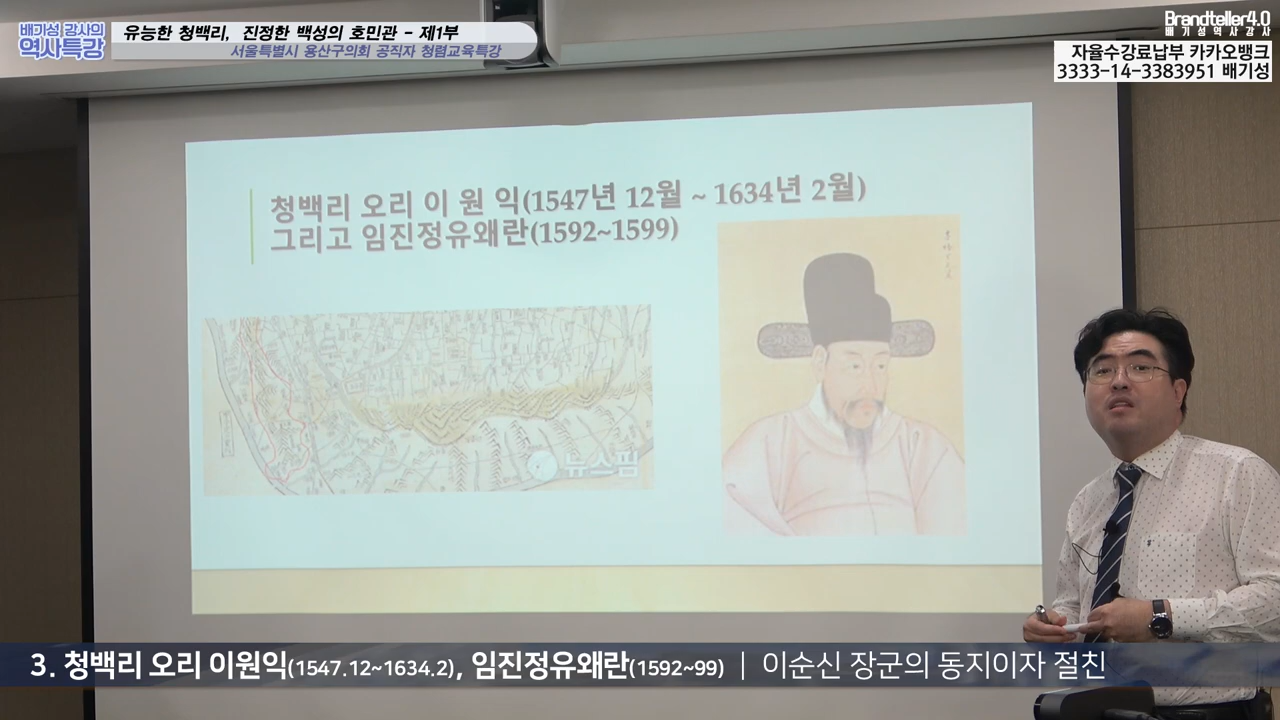 배기성 강사의
역사특강
유능한 청백리, 진정한 백성의 호민관 - 제1부
서울특별시 용산구의회 공직자 청렴교육특강
Brandteller4.0
배기성역사강사
자율수강료납부 카카오뱅크
3333-14-3383951 배기성
청백리 오리 이 원 익(1547년 12월 ~ 1634년 2월)
그리고 임진정유왜란(1592~1599)
뉴스핌
3. 청백리 오리 이원익(1547.12~1634.2), 임진정유왜란(1592~99) | 이순신 장군의 동지이자 절친